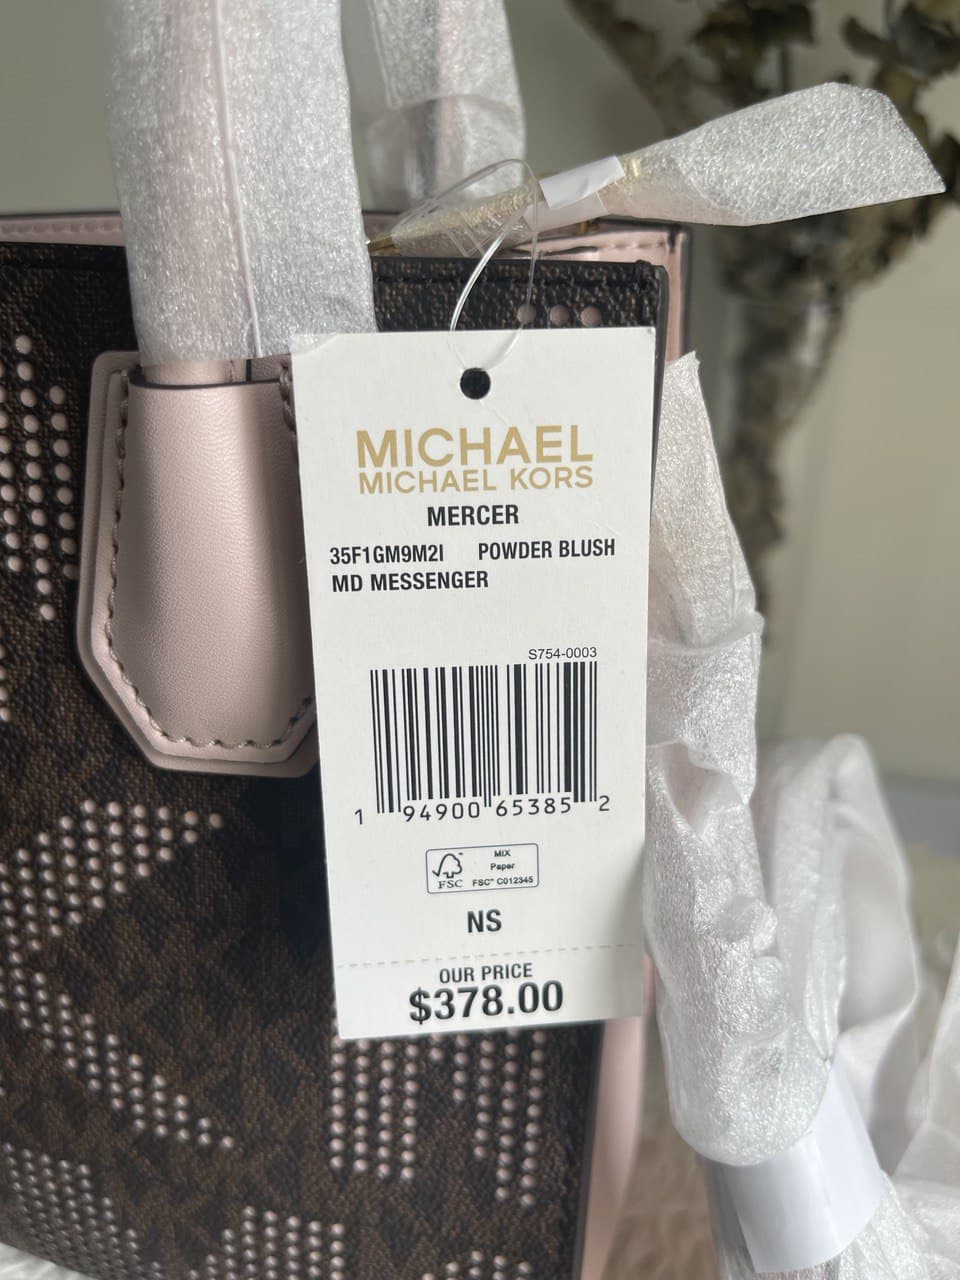 MICHAEL
MICHAEL KORS
MERCER
35F1GM9M2I POWDER BLUSH
MD MESSENGER
S754-0003
1 94900 65385 2
FSC
MIX
Paper
FSC™ C012345
NS
OUR PRICE
$378.00